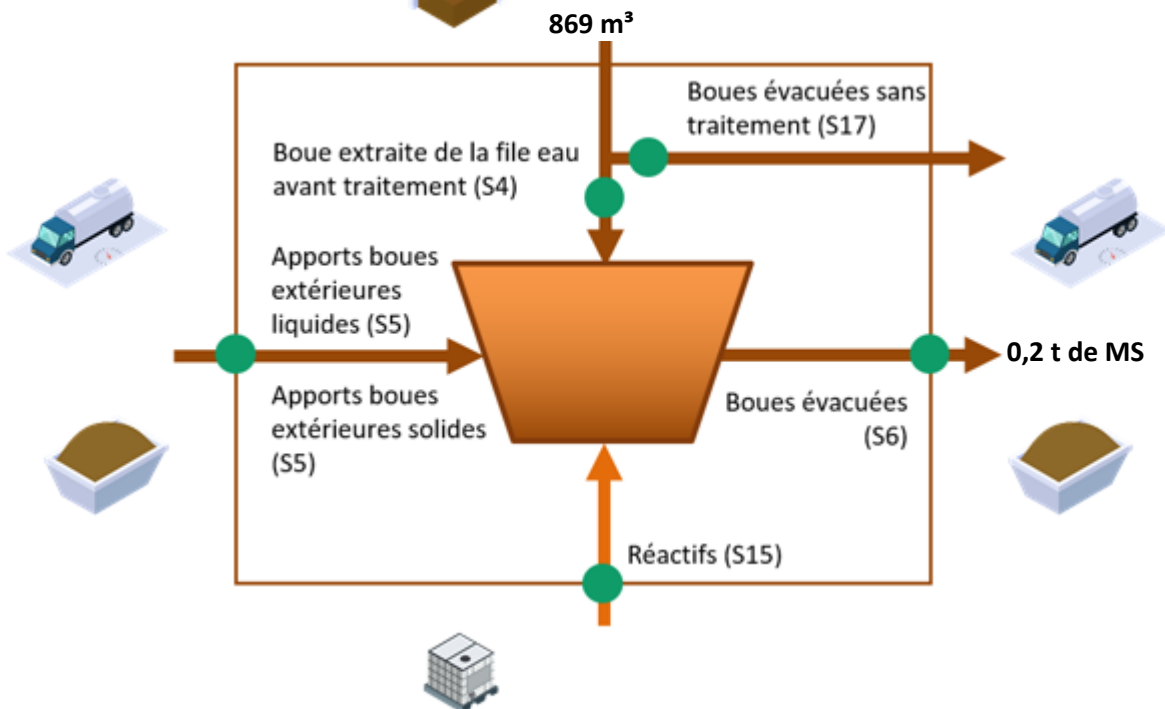 869 m³
Boues évacuées sans
traitement (S17)
Boue extraite de la file eau
avant traitement (S4)
Apports boues
extérieures
liquides (S5)
0,2 t de MS
Apports boues
extérieures solides
(S5)
Boues évacuées
(S6)
Réactifs (S15)